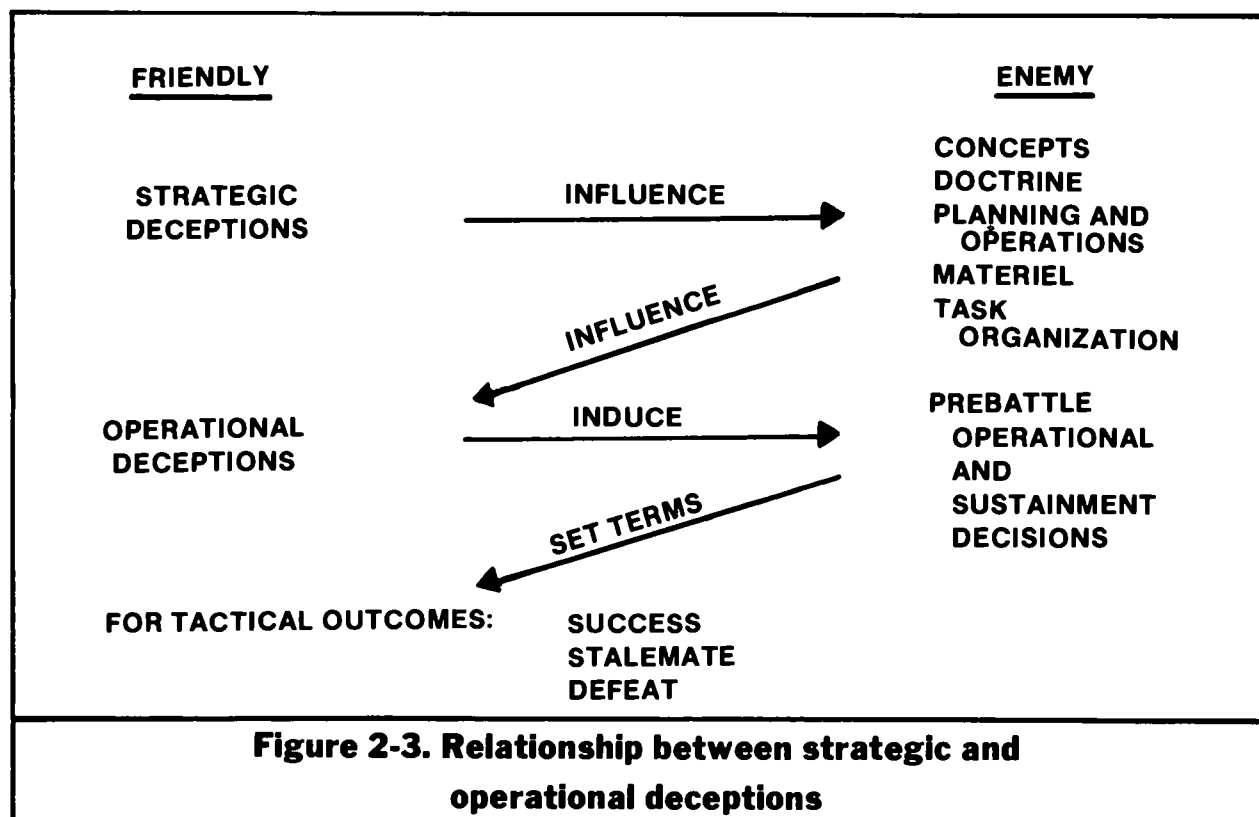 FRIENDLY
ENEMY
STRATEGIC
DECEPTIONS
INFLUENCE
CONCEPTS
DOCTRINE
PLANNING AND
OPERATIONS
MATERIEL
TASK
ORGANIZATION
INFLUENCE
OPERATIONAL
DECEPTIONS
INDUCE
PREBATTLE
OPERATIONAL
AND
SUSTAINMENT
DECISIONS
SET TERMS
FOR TACTICAL OUTCOMES:
SUCCESS
STALEMATE
DEFEAT
Figure 2-3. Relationship between strategic and
operational deceptions